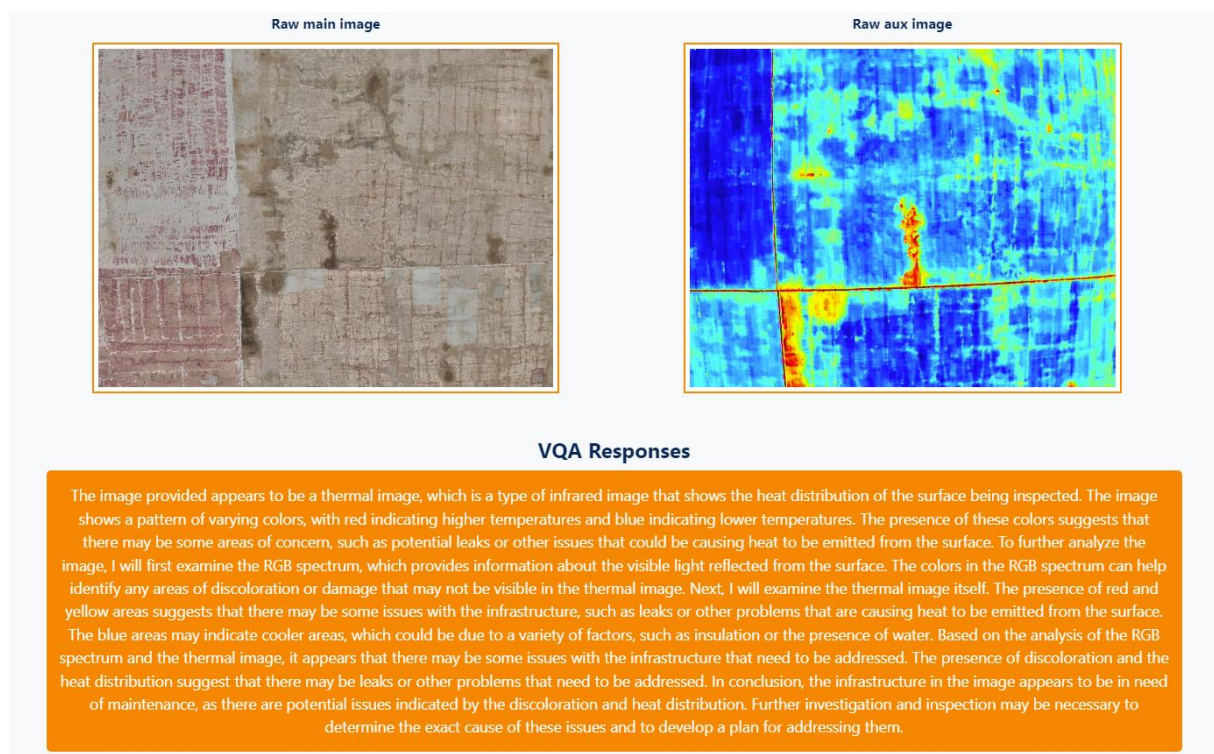 Raw main image
Raw aux image
VQA Responses
The image provided appears to be a thermal image, which is a type of infrared image that shows the heat distribution of the surface being inspected. The image
shows a pattern of varying colors, with red indicating higher temperatures and blue indicating lower temperatures. The presence of these colors suggests that
there may be some areas of concern, such as potential leaks or other issues that could be causing heat to be emitted from the surface. To further analyze the
image, I will first examine the RGB spectrum, which provides information about the visible light reflected from the surface. The colors in the RGB spectrum can help
identify any areas of discoloration or damage that may not be visible in the thermal image. Next, I will examine the thermal image itself. The presence of red and
yellow areas suggests that there may be some issues with the infrastructure, such as leaks or other problems that are causing heat to be emitted from the surface.
The blue areas may indicate cooler areas, which could be due to a variety of factors, such as insulation or the presence of water. Based on the analysis of the RGB
spectrum and the thermal image, it appears that there may be some issues with the infrastructure that need to be addressed. The presence of discoloration and the
heat distribution suggest that there may be leaks or other problems that need to be addressed. In conclusion, the infrastructure in the image appears to be in need
of maintenance, as there are potential issues indicated by the discoloration and heat distribution. Further investigation and inspection may be necessary to
determine the exact cause of these issues and to develop a plan for addressing them.